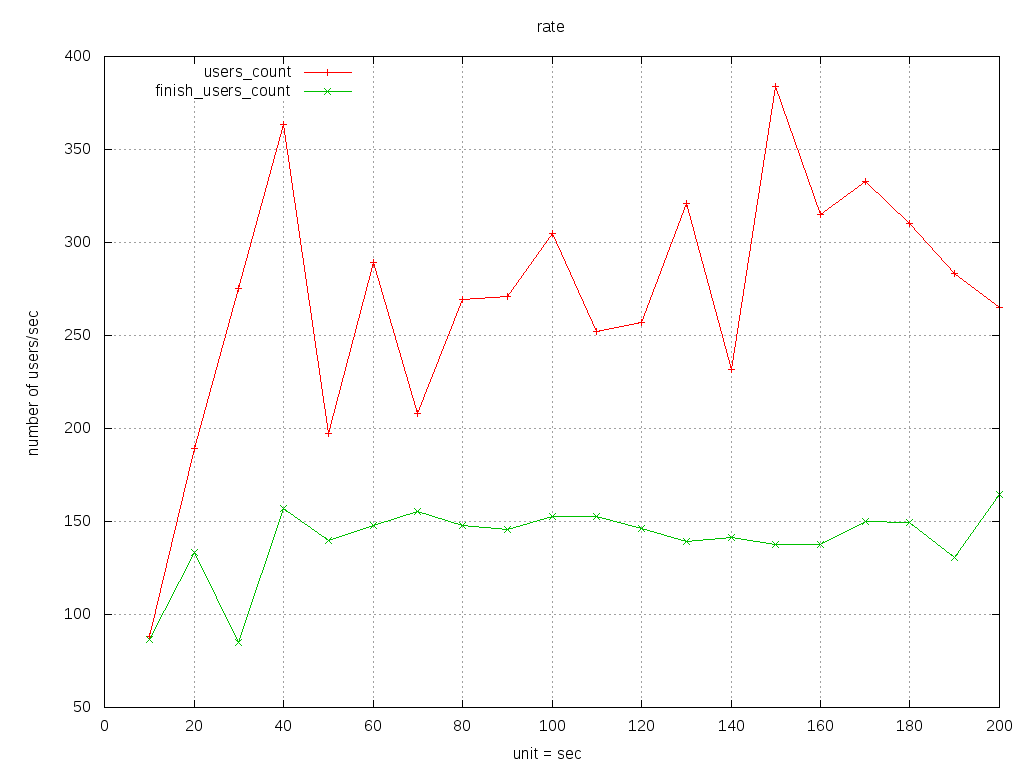 rate
400
350
300
250
200
150
100
50
number of users/sec
users_count
finish_users_count
0 20 40 60 80 100 120 140 160 180 200
unit = sec